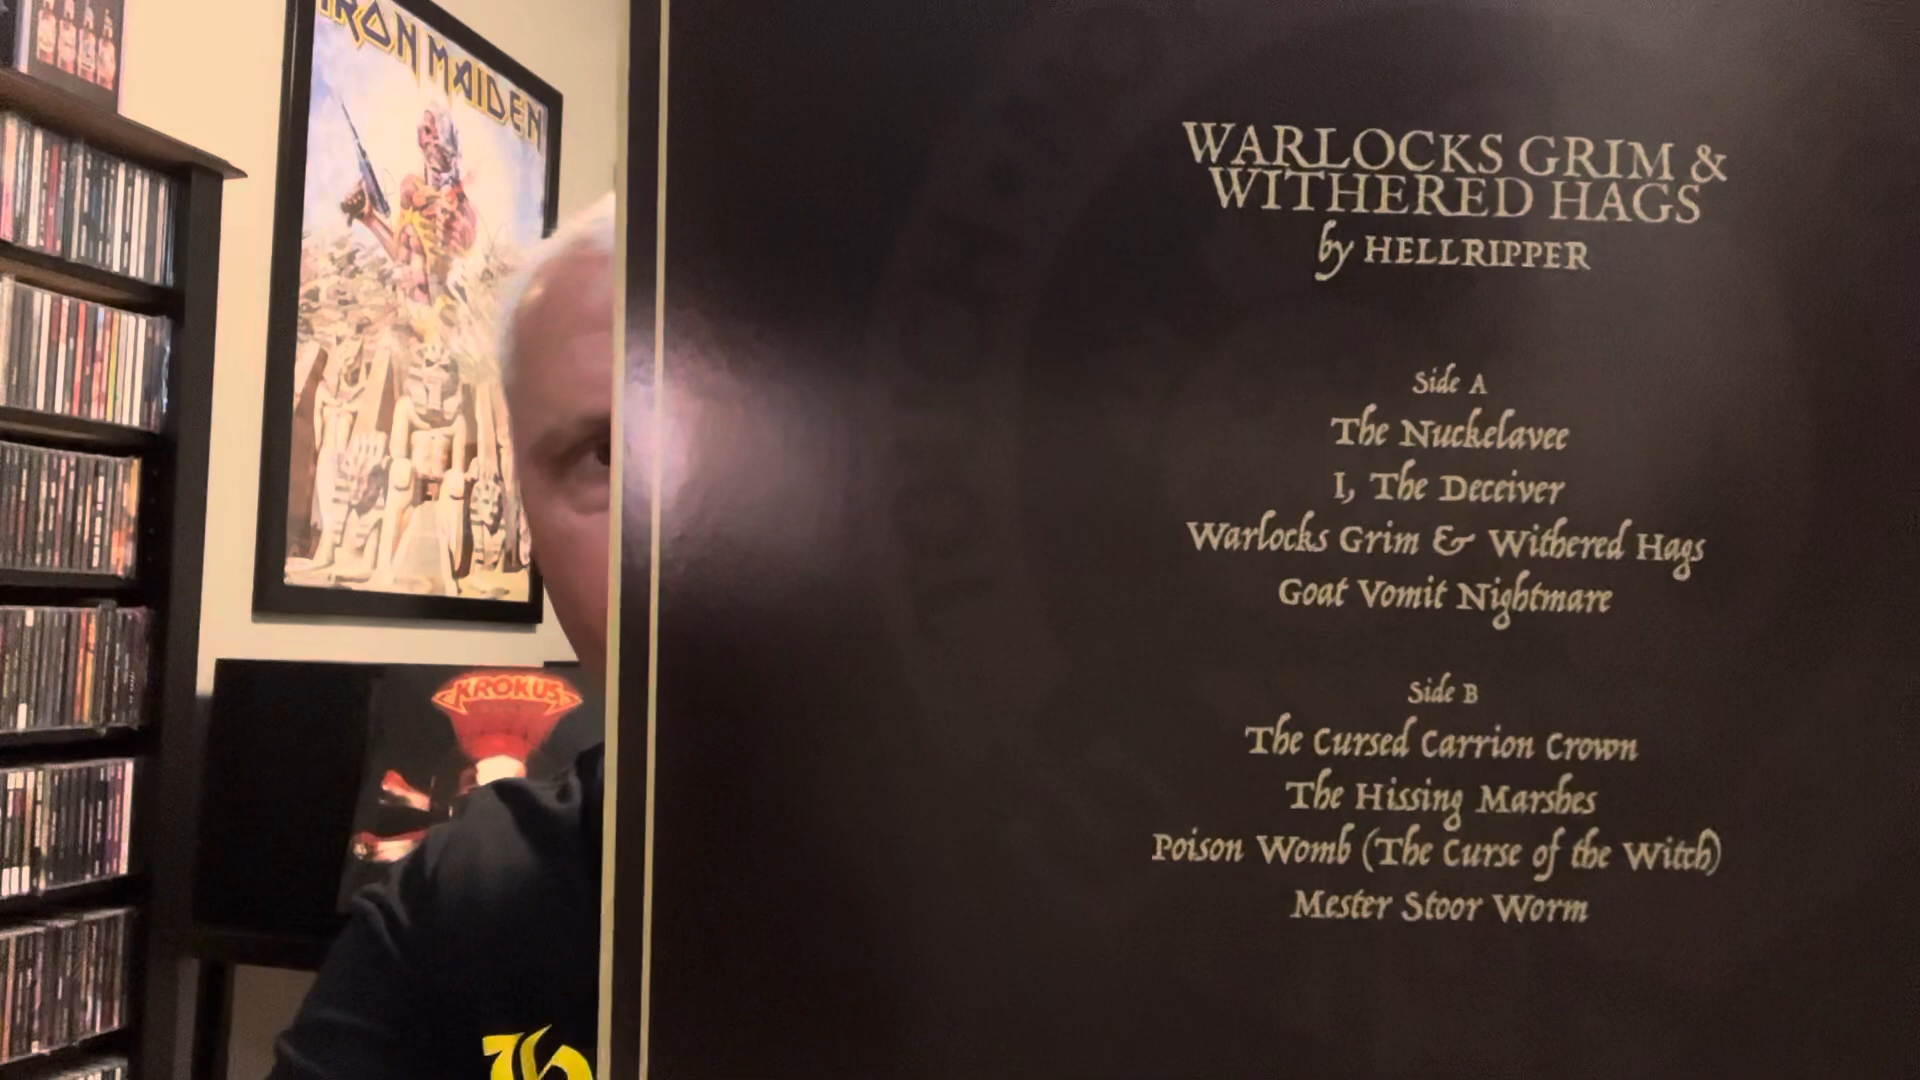 IRON MAIDEN
KROKUS
WARLOCKS GRIM &
WITHERED HAGS
by HELLRIPPER
Side A
The Nuckelavee
I, The Deceiver
Warlocks Grim & Withered Hags
Goat Vomit Nightmare
Side B
The Cursed Carrion Crown
The Hissing Marshes
Poison Womb (The Curse of the Witch)
Mester Stoor Worm